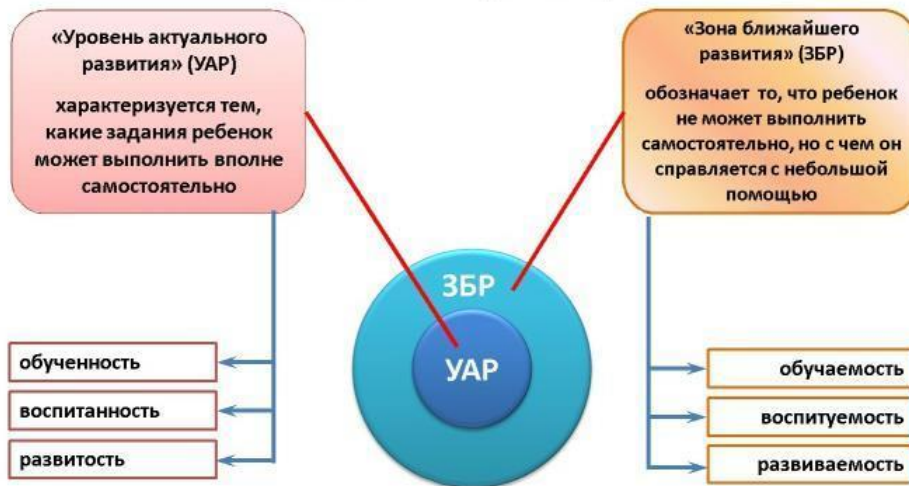 «Уровень актуального
развития» (УАР)
характеризуется тем,
какие задания ребенок
может выполнить вполне
самостоятельно
«Зона ближайшего
развития» (ЗБР)
обозначает то, что ребенок
не может выполнить
самостоятельно, но с чем он
справляется с небольшой
помощью
ЗБР
УАР
обученность
воспитанность
развитость
обучаемость
воспитуемость
развиваемость